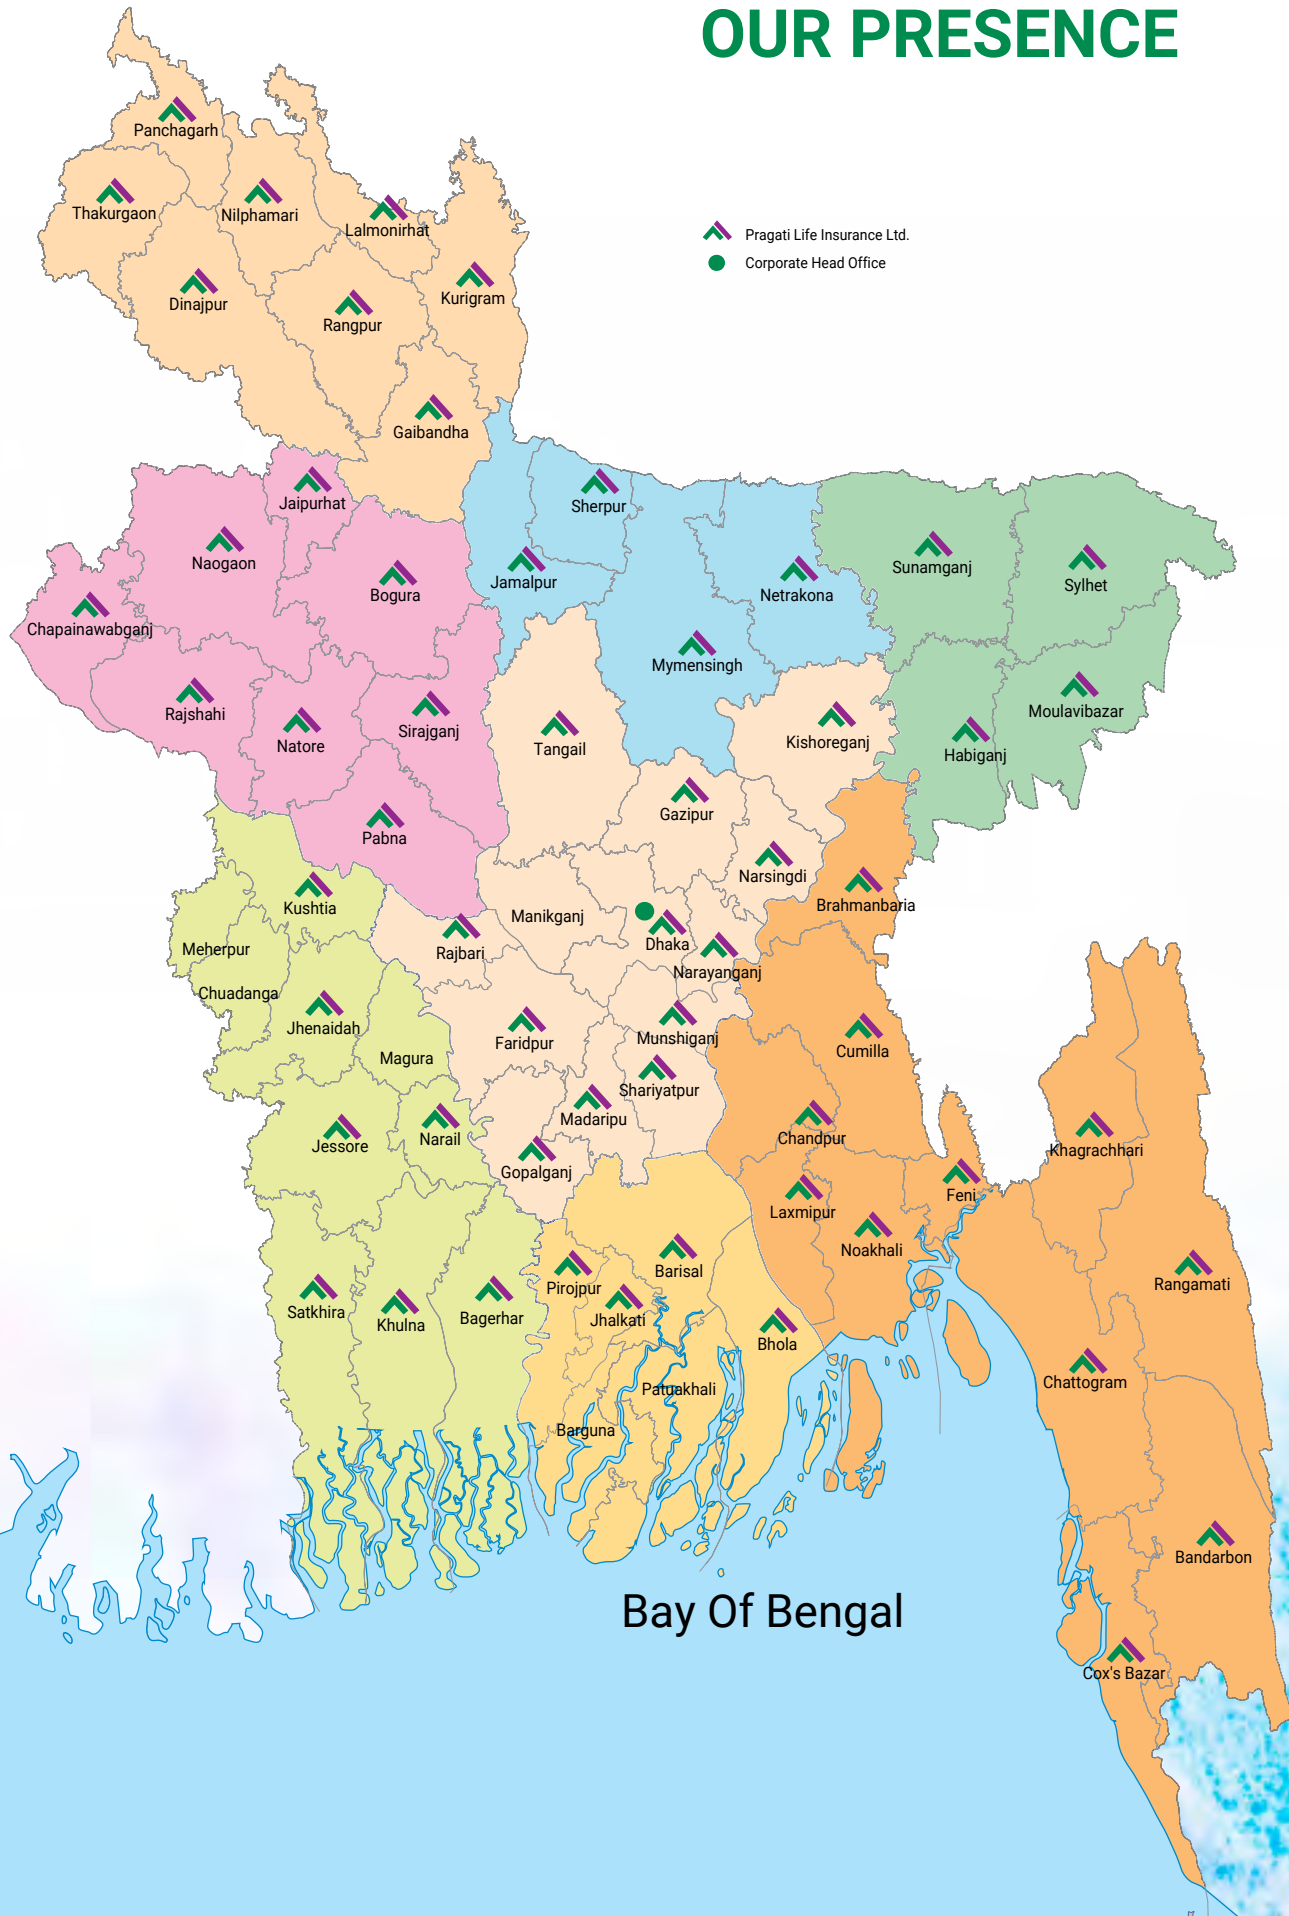 OUR PRESENCE
Pragati Life Insurance Ltd.
Corporate Head Office
Panchagarh
Thakurgaon
Nilphamari
Lalmonirhat
Dinajpur
Rangpur
Kurigram
Gaibandha
Jaipurhat
Sherpur
Naogaon
Bogura
Jamalpur
Netrakona
Sunamganj
Sylhet
Chapainawabganj
Mymensingh
Rajshahi
Natore
Sirajganj
Tangail
Kishoreganj
Moulavibazar
Habiganj
Pabna
Gazipur
Narsingdi
Brahmanbaria
Kushtia
Manikganj
Meherpur
Rajbari
Dhaka
Narayanganj
Chuadanga
Jhenaidah
Faridpur
Munshiganj
Cumilla
Magura
Shariyatpur
Madaripu
Jessore
Narail
Chandpur
Khagrachhari
Gopalganj
Feni
Laxmipur
Noakhali
Barisal
Pirojpur
Rangamati
Satkhira
Khulna
Bagerhar
Jhalkati
Bhola
Chattogram
Patuakhali
Barguna
Bandarbon
Bay Of Bengal
Cox's Bazar